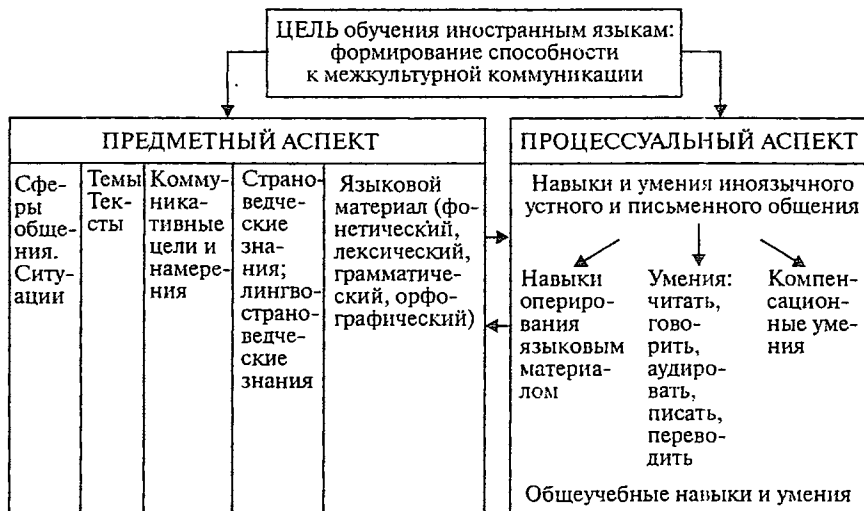 ЦЕЛЬ обучения иностранным языкам:
формирование способности
к межкультурной коммуникации
ПРЕДМЕТНЫЙ АСПЕКТ
Сфе-
ры
обще-
ния.
Ситу-
ации
Темы
Тек-
сты
Комму-
ника-
тивные
цели и
намере-
ния
Страно-
ведче-
ские
зна-
ния;
лингво-
страно-
ведче-
ские
знания
Языковой
материал (фо-
нетический,
лексический,
грамматиче-
ский, орфо-
графический)
ПРОЦЕССУАЛЬНЫЙ АСПЕКТ
Навыки и умения иноязычного
устного и письменного общения
Навыки
оперирo-
вания
языковым
материа-
лом
Умения:
читать,
гово-
рить,
аудиро-
вать,
писать,
перево-
дить
Компен-
сацион-
ные уме-
ния
Общеучебные навыки и умения